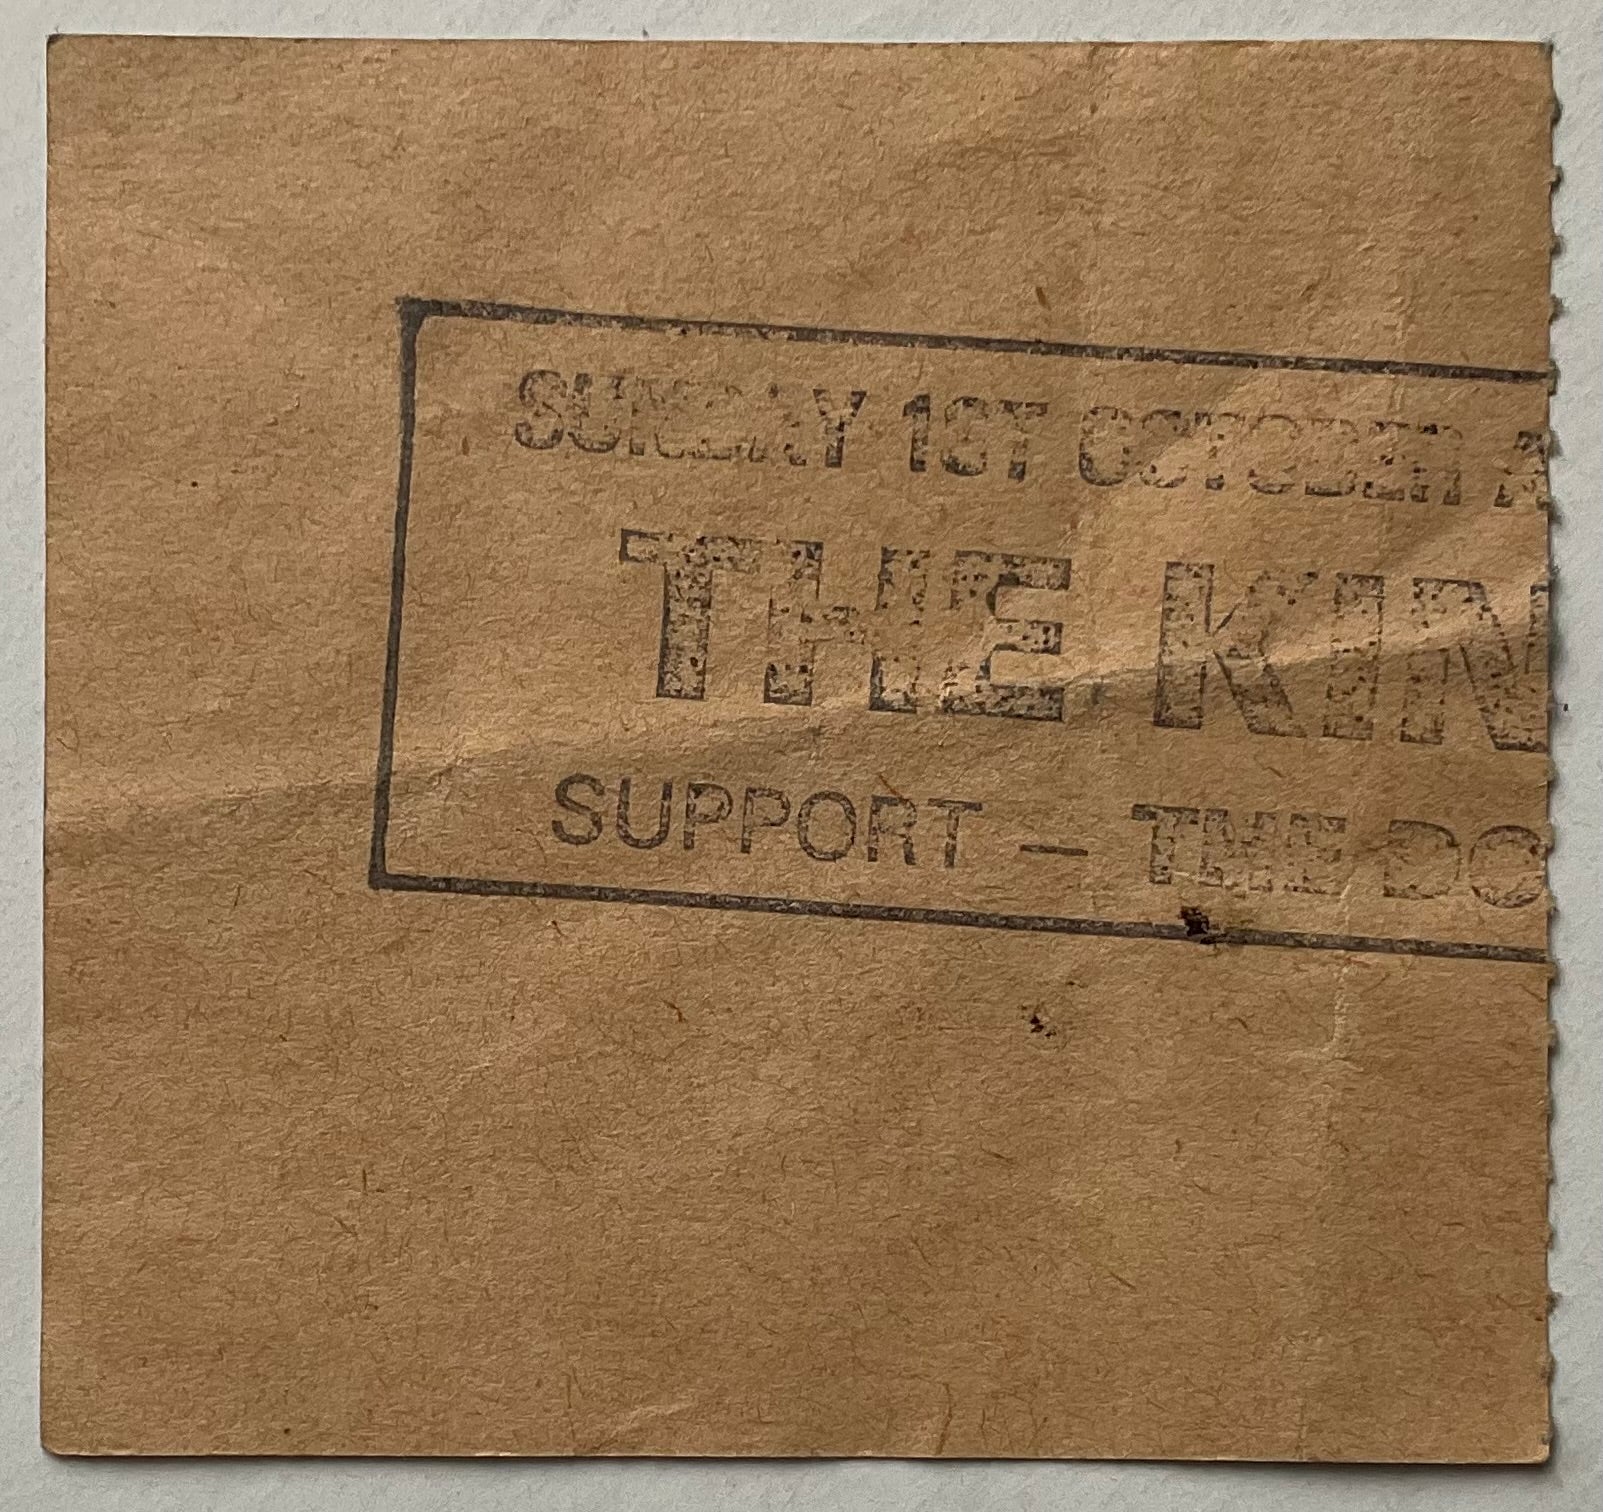 SUNDAY 1ST OCTOBER A
THE KIN
SUPPORT – THE DO